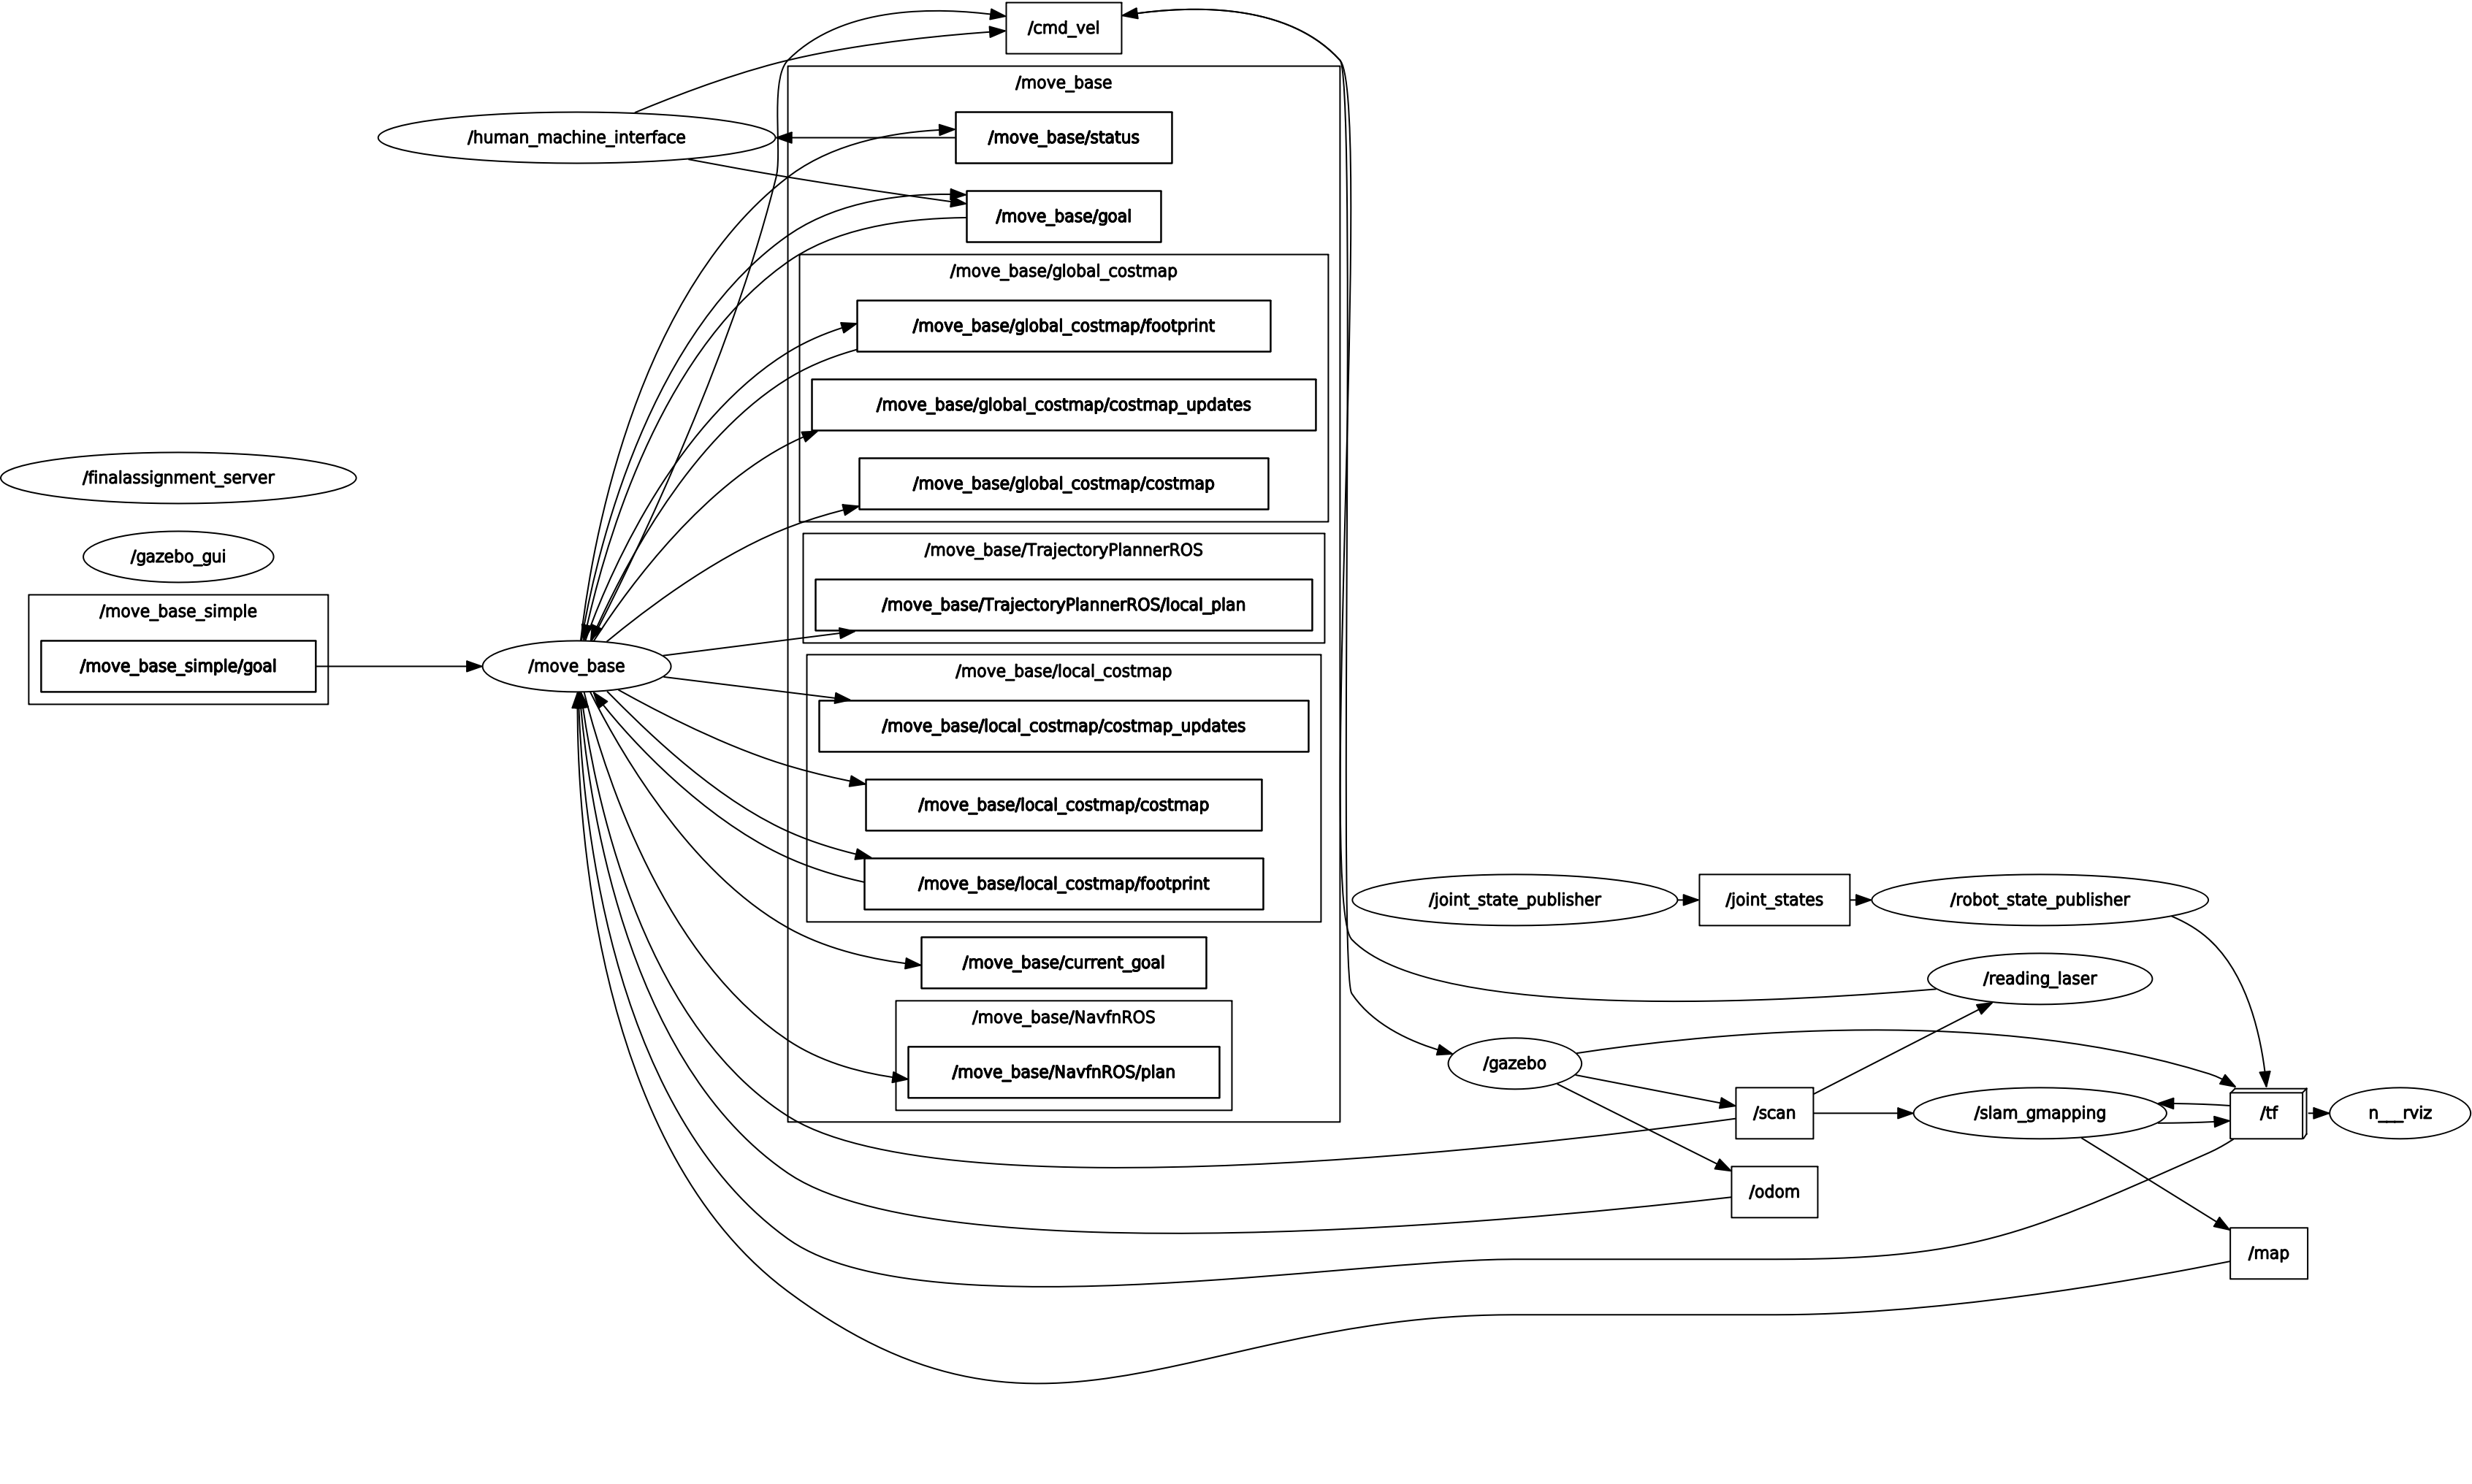 /cmd_vel
/move_base
/human_machine_interface
/move_base/status
/move_base/goal
/move_base/global_costmap
/move_base/global_costmap/footprint
/move_base/global_costmap/costmap_updates
/finalassignment_server
/move_base/global_costmap/costmap
/gazebo_gui
/move_base/TrajectoryPlannerROS
/move_base/TrajectoryPlannerROS/local_plan
/move_base_simple
/move_base_simple/goal
/move_base
/move_base/local_costmap
/move_base/local_costmap/costmap_updates
/move_base/local_costmap/costmap
/move_base/local_costmap/footprint
/joint_state_publisher
/joint_states
/robot_state_publisher
/move_base/current_goal
/reading_laser
/move_base/NavfnROS
/move_base/NavfnROS/plan
/gazebo
/scan
/slam_gmapping
/tf
n___rviz
/odom
/map